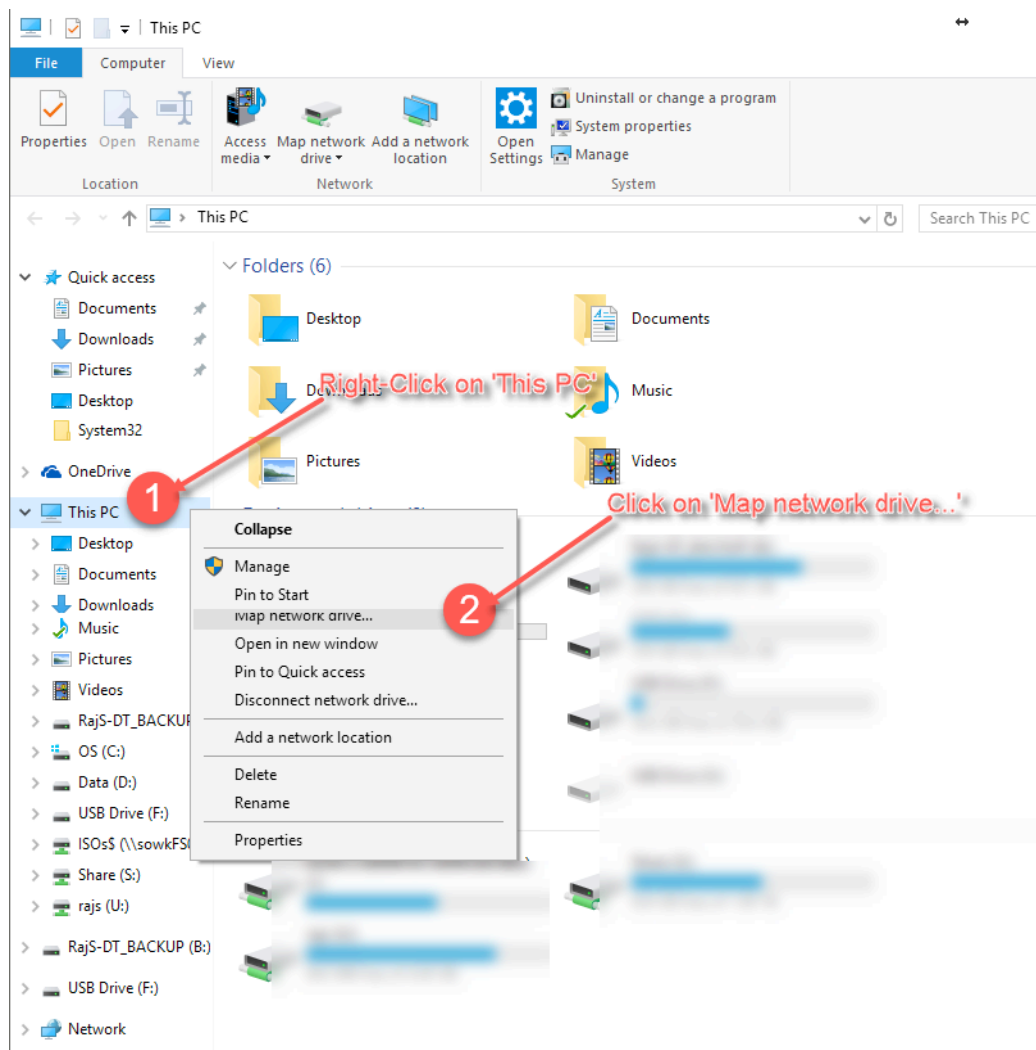 This PC
File Computer View
Properties Open Rename
Access media
Map network drive
Add a network location
Open Settings
Uninstall or change a program
System properties
Manage
Location Network System
This PC
Search This PC
Quick access
Documents
Downloads
Pictures
Desktop
System32
OneDrive
This PC
Desktop
Documents
Downloads
Music
Pictures
Videos
RajS-DT_BACKUP
OS (C:)
Data (D:)
USB Drive (F:)
ISOs$ (\\sowkFS
Share (S:)
rajs (U:)
RajS-DT_BACKUP (B:)
USB Drive (F:)
Network
Folders (6)
Desktop Documents
Downloads Music
Pictures Videos
Right-Click on 'This PC'
1
Click on 'Map network drive...'
2
Collapse
Manage
Pin to Start
Map network drive...
Open in new window
Pin to Quick access
Disconnect network drive...
Add a network location
Delete
Rename
Properties